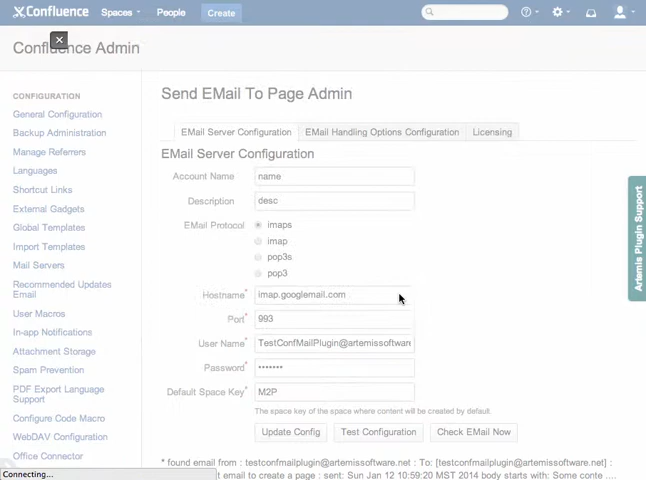 Confluence Spaces People Create
Confluence Admin
CONFIGURATION
General Configuration
Backup Administration
Manage Referrers
Languages
Shortcut Links
External Gadgets
Global Templates
Import Templates
Mail Servers
Recommended Updates
Email
User Macros
In-app Notifications
Attachment Storage
Spam Prevention
PDF Export Language
Support
Configure Code Macro
WebDAV Configuration
Office Connector
Connecting...
Send EMail To Page Admin
EMail Server Configuration EMail Handling Options Configuration Licensing
EMail Server Configuration
Account Name name
Description desc
EMail Protocol imaps
imap
pop3s
pop3
Hostname* imap.googlemail.com
Port* 993
User Name* TestConfMailPlugin@artemissoftware
Password* •••••••
Default Space Key* M2P
The space key of the space where content will be created by default.
Update Config Test Configuration Check EMail Now
* found email from : testconfmailplugin@artemissoftware.net : To: [testconfmailplugin@artemissoftware.net] :
t email to create a page : sent: Sun Jan 12 10:59:20 MST 2014 body starts with: Some conte ....
Artemis Plugin Support